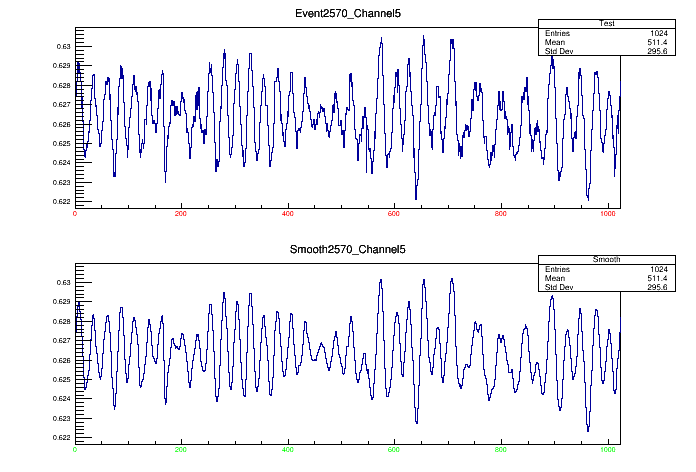 Event2570_Channel5
Test
Entries 1024
Mean 511.4
Std Dev 295.6
0.63
0.629
0.628
0.627
0.626
0.625
0.624
0.623
0.622
0 200 400 600 800 1000
Smooth2570_Channel5
Smooth
Entries 1024
Mean 511.4
Std Dev 295.6
0.63
0.629
0.628
0.627
0.626
0.625
0.624
0.623
0.622
0 200 400 600 800 1000